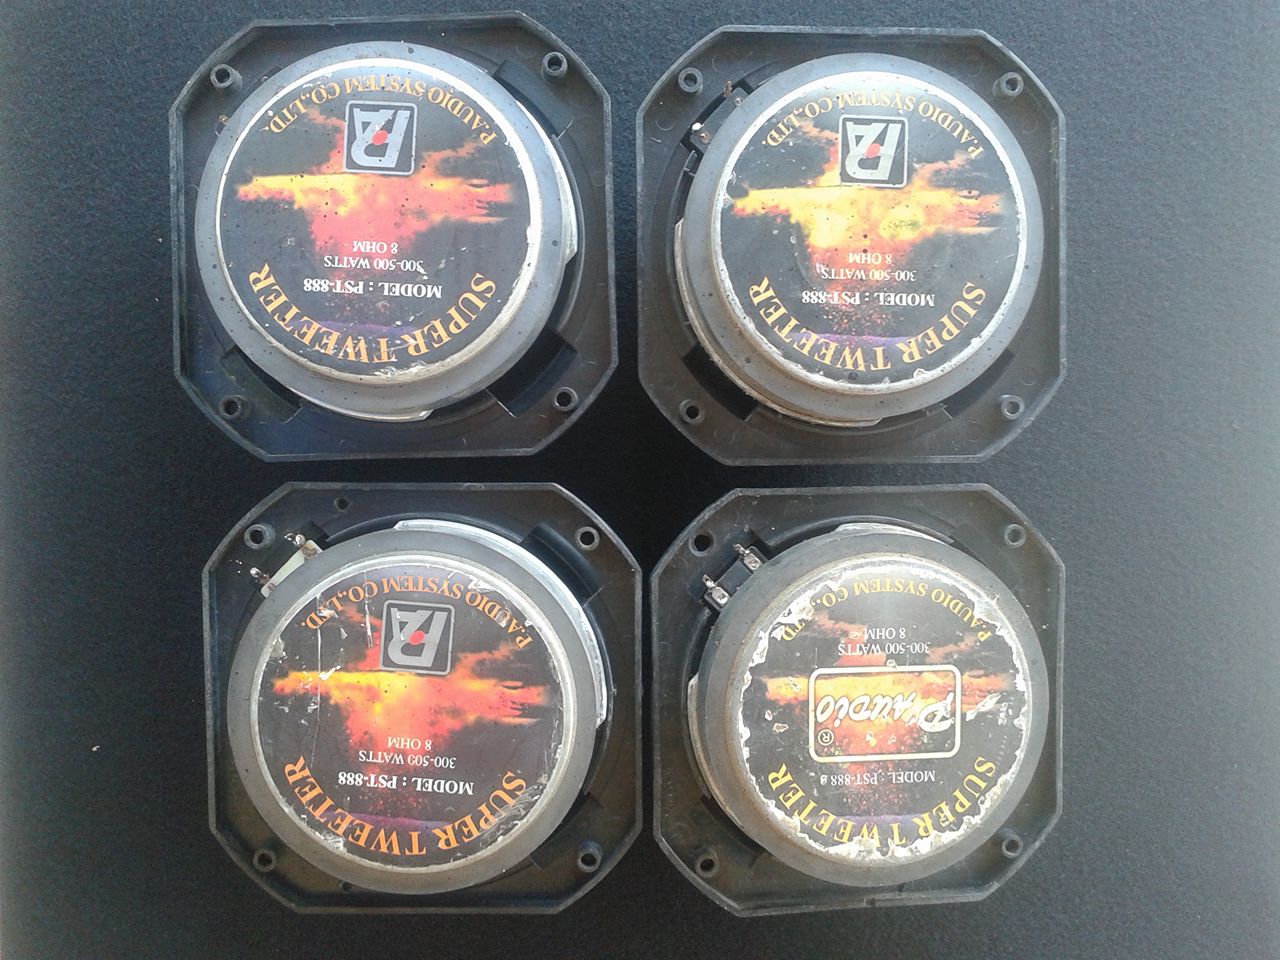 SUPER TWEETER
MODEL : PST-888
300-500 WATTS
8 OHM
P.AUDIO SYSTEM CO.,LTD.
SUPER TWEETER
MODEL : PST-888
300-500 WATTS
8 OHM
P.AUDIO SYSTEM CO.,LTD.
SUPER TWEETER
MODEL : PST-888
300-500 WATTS
8 OHM
P.AUDIO SYSTEM CO.,LTD.
SUPER TWEETER
MODEL : PST-888
P.AUDIO ®
300-500 WATTS
8 OHM
P.AUDIO SYSTEM CO.,LTD.